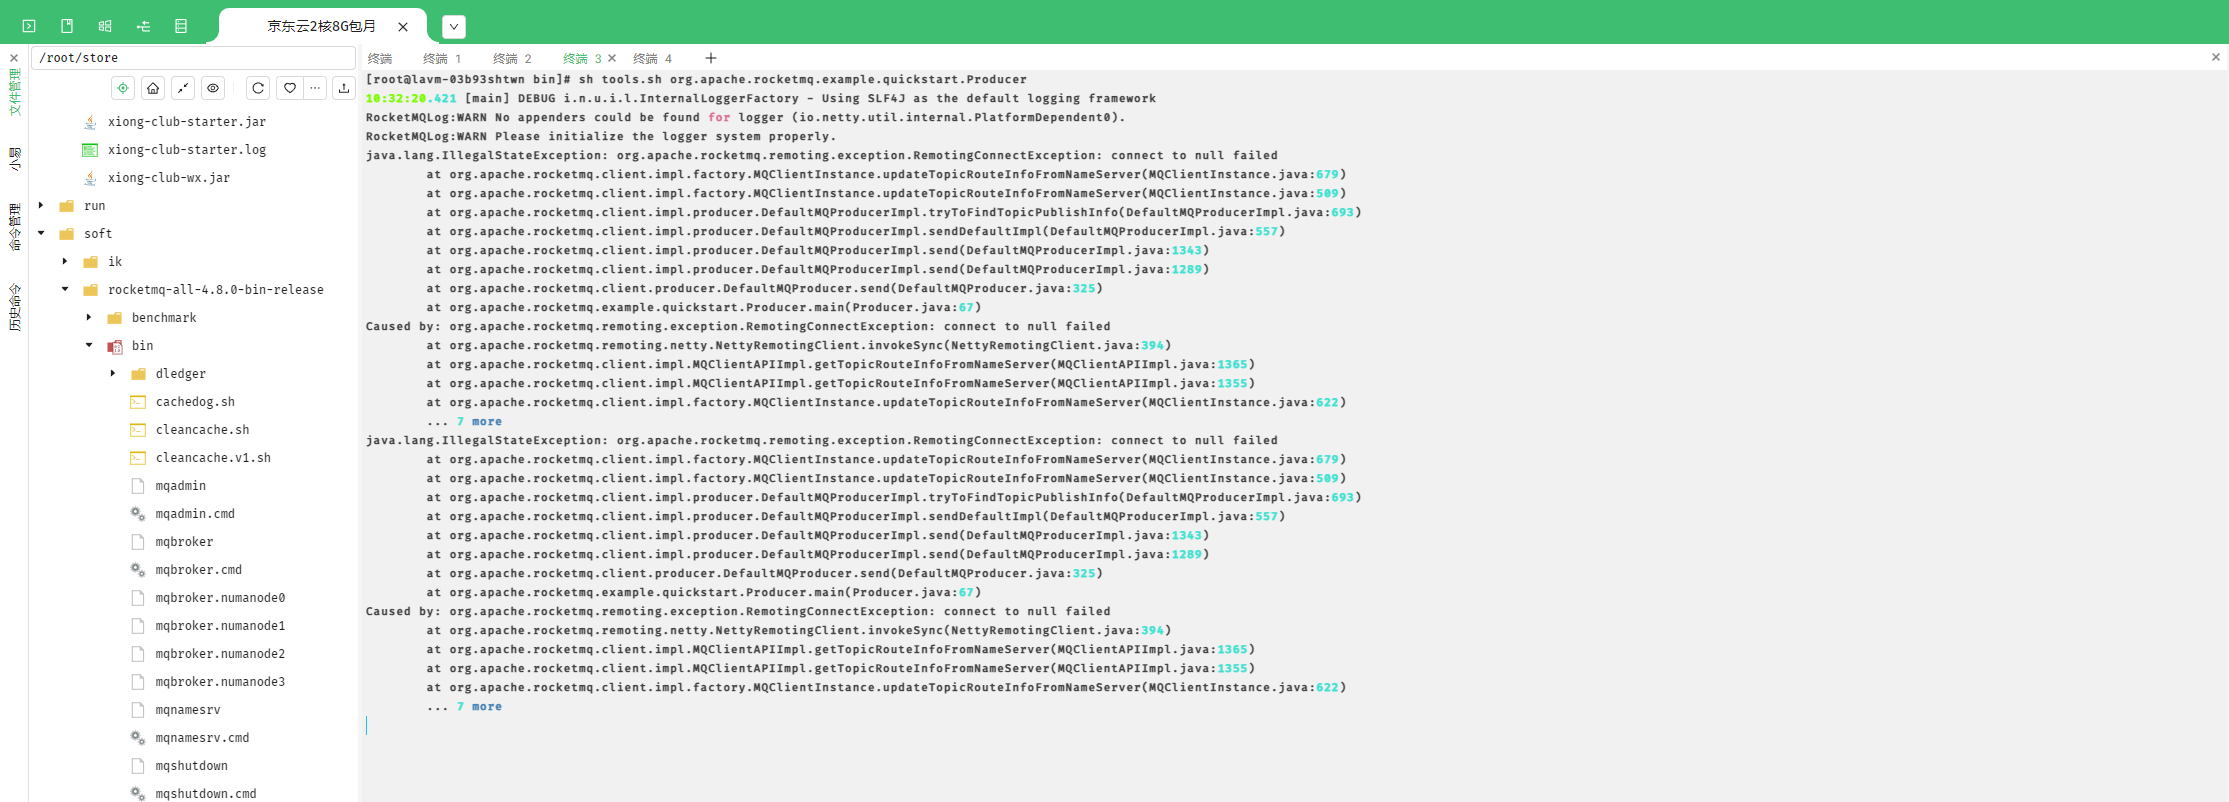 京东云2核8G包月
/root/store
文件管理
小易
命令管理
历史命令
xiong-club-starter.jar
xiong-club-starter.log
xiong-club-wx.jar
run
soft
ik
rocketmq-all-4.8.0-bin-release
benchmark
bin
dledger
cachedog.sh
cleancache.sh
cleancache.v1.sh
mqadmin
mqadmin.cmd
mqbroker
mqbroker.cmd
mqbroker.numanode0
mqbroker.numanode1
mqbroker.numanode2
mqbroker.numanode3
mqnamesrv
mqnamesrv.cmd
mqshutdown
mqshutdown.cmd
终端 终端 1 终端 2 终端 3 终端 4
[root@lavm-03b93shtwn bin]# sh tools.sh org.apache.rocketmq.example.quickstart.Producer
10:32:20.421 [main] DEBUG i.n.u.i.l.InternalLoggerFactory - Using SLF4J as the default logging framework
RocketMQLog:WARN No appenders could be found for logger (io.netty.util.internal.PlatformDependent0).
RocketMQLog:WARN Please initialize the logger system properly.
java.lang.IllegalStateException: org.apache.rocketmq.remoting.exception.RemotingConnectException: connect to null failed
at org.apache.rocketmq.client.impl.factory.MQClientInstance.updateTopicRouteInfoFromNameServer(MQClientInstance.java:679)
at org.apache.rocketmq.client.impl.factory.MQClientInstance.updateTopicRouteInfoFromNameServer(MQClientInstance.java:509)
at org.apache.rocketmq.client.impl.producer.DefaultMQProducerImpl.tryToFindTopicPublishInfo(DefaultMQProducerImpl.java:693)
at org.apache.rocketmq.client.impl.producer.DefaultMQProducerImpl.sendDefaultImpl(DefaultMQProducerImpl.java:557)
at org.apache.rocketmq.client.impl.producer.DefaultMQProducerImpl.send(DefaultMQProducerImpl.java:1343)
at org.apache.rocketmq.client.impl.producer.DefaultMQProducerImpl.send(DefaultMQProducerImpl.java:1289)
at org.apache.rocketmq.client.producer.DefaultMQProducer.send(DefaultMQProducer.java:325)
at org.apache.rocketmq.example.quickstart.Producer.main(Producer.java:67)
Caused by: org.apache.rocketmq.remoting.exception.RemotingConnectException: connect to null failed
at org.apache.rocketmq.remoting.netty.NettyRemotingClient.invokeSync(NettyRemotingClient.java:394)
at org.apache.rocketmq.client.impl.MQClientAPIImpl.getTopicRouteInfoFromNameServer(MQClientAPIImpl.java:1365)
at org.apache.rocketmq.client.impl.MQClientAPIImpl.getTopicRouteInfoFromNameServer(MQClientAPIImpl.java:1355)
at org.apache.rocketmq.client.impl.factory.MQClientInstance.updateTopicRouteInfoFromNameServer(MQClientInstance.java:622)
... 7 more
java.lang.IllegalStateException: org.apache.rocketmq.remoting.exception.RemotingConnectException: connect to null failed
at org.apache.rocketmq.client.impl.factory.MQClientInstance.updateTopicRouteInfoFromNameServer(MQClientInstance.java:679)
at org.apache.rocketmq.client.impl.factory.MQClientInstance.updateTopicRouteInfoFromNameServer(MQClientInstance.java:509)
at org.apache.rocketmq.client.impl.producer.DefaultMQProducerImpl.tryToFindTopicPublishInfo(DefaultMQProducerImpl.java:693)
at org.apache.rocketmq.client.impl.producer.DefaultMQProducerImpl.sendDefaultImpl(DefaultMQProducerImpl.java:557)
at org.apache.rocketmq.client.impl.producer.DefaultMQProducerImpl.send(DefaultMQProducerImpl.java:1343)
at org.apache.rocketmq.client.impl.producer.DefaultMQProducerImpl.send(DefaultMQProducerImpl.java:1289)
at org.apache.rocketmq.client.producer.DefaultMQProducer.send(DefaultMQProducer.java:325)
at org.apache.rocketmq.example.quickstart.Producer.main(Producer.java:67)
Caused by: org.apache.rocketmq.remoting.exception.RemotingConnectException: connect to null failed
at org.apache.rocketmq.remoting.netty.NettyRemotingClient.invokeSync(NettyRemotingClient.java:394)
at org.apache.rocketmq.client.impl.MQClientAPIImpl.getTopicRouteInfoFromNameServer(MQClientAPIImpl.java:1365)
at org.apache.rocketmq.client.impl.MQClientAPIImpl.getTopicRouteInfoFromNameServer(MQClientAPIImpl.java:1355)
at org.apache.rocketmq.client.impl.factory.MQClientInstance.updateTopicRouteInfoFromNameServer(MQClientInstance.java:622)
... 7 more